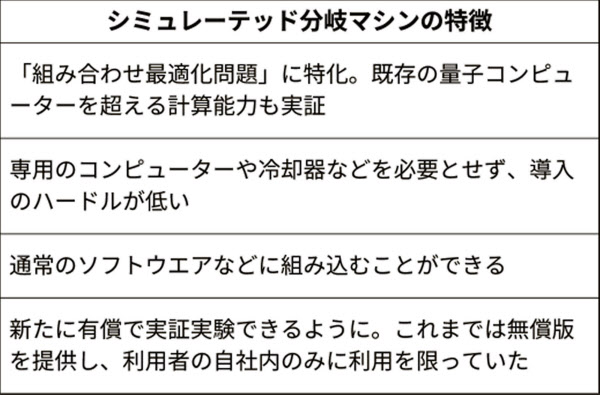 シミュレーテッド分岐マシンの特徴
「組み合わせ最適化問題」に特化。既存の量子コンピュ
ーターを超える計算能力も実証
専用のコンピューターや冷却器などを必要とせず、導入
のハードルが低い
通常のソフトウエアなどに組み込むことができる
新たに有償で実証実験できるように。これまでは無償版
を提供し、利用者の自社内のみに利用を限っていた